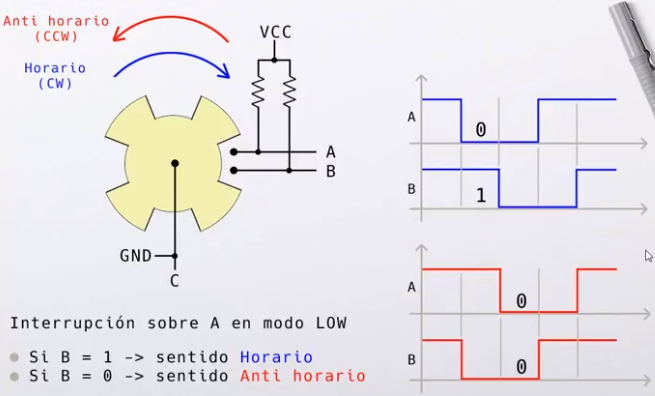 Anti horario
(CCW)
Horario
(CW)
VCC
A
B
GND
C
A
0
B
1
A
0
B
0
Interrupción sobre A en modo LOW
Si B = 1 -> sentido Horario
Si B = 0 -> sentido Anti horario